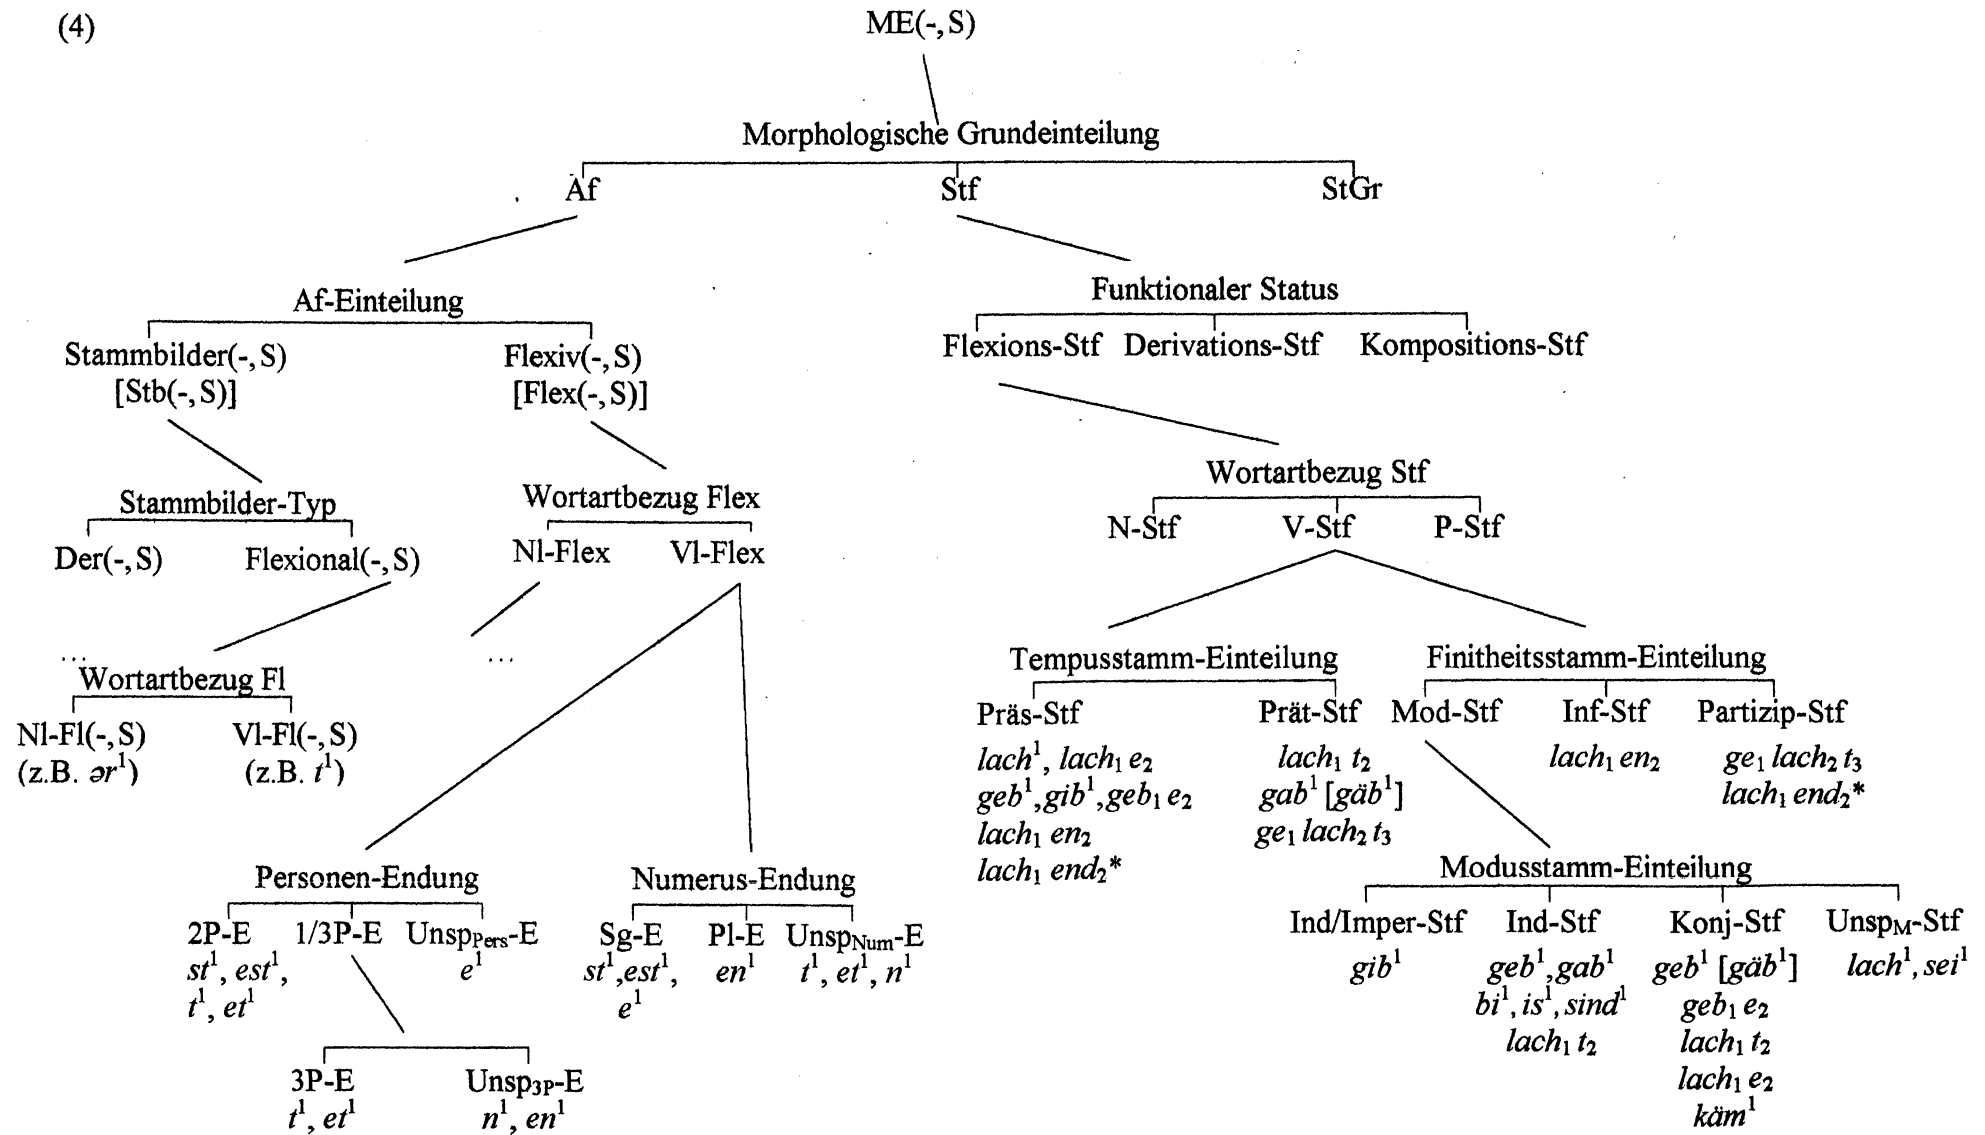 (4)
ME(-, S)
Morphologische Grundeinteilung
Af Stf StGr
Af-Einteilung
Stammbilder(-, S) Flexiv(-, S)
[Stb(-, S)] [Flex(-, S)]
Stammbilder-Typ
Der(-, S) Flexional(-, S)
Wortartbezug Flex
Nl-Flex Vl-Flex
...
...
Wortartbezug Fl
Nl-Fl(-, S) Vl-Fl(-, S)
(z.B. ər¹) (z.B. t¹)
Personen-Endung
2P-E 1/3P-E Unsp_Pers-E
st¹, est¹, e¹
t¹, et¹
3P-E Unsp_3P-E
t¹, et¹ n¹, en¹
Numerus-Endung
Sg-E Pl-E Unsp_Num-E
st¹,est¹, en¹ t¹, et¹, n¹
e¹
Funktionaler Status
Flexions-Stf Derivations-Stf Kompositions-Stf
Wortartbezug Stf
N-Stf V-Stf P-Stf
Tempusstamm-Einteilung
Präs-Stf Prät-Stf
lach¹, lach₁ e₂ lach₁ t₂
geb¹,gib¹,geb₁ e₂ gab¹ [gäb¹]
lach₁ en₂ ge₁ lach₂ t₃
lach₁ end₂*
Finitheitsstamm-Einteilung
Mod-Stf Inf-Stf Partizip-Stf
lach₁ en₂ ge₁ lach₂ t₃
lach₁ end₂*
Modusstamm-Einteilung
Ind/Imper-Stf Ind-Stf Konj-Stf Unsp_M-Stf
gib¹ geb¹,gab¹ geb¹ [gäb¹] lach¹, sei¹
bi¹, is¹, sind¹ geb₁ e₂
lach₁ t₂ lach₁ t₂
lach₁ e₂
käm¹